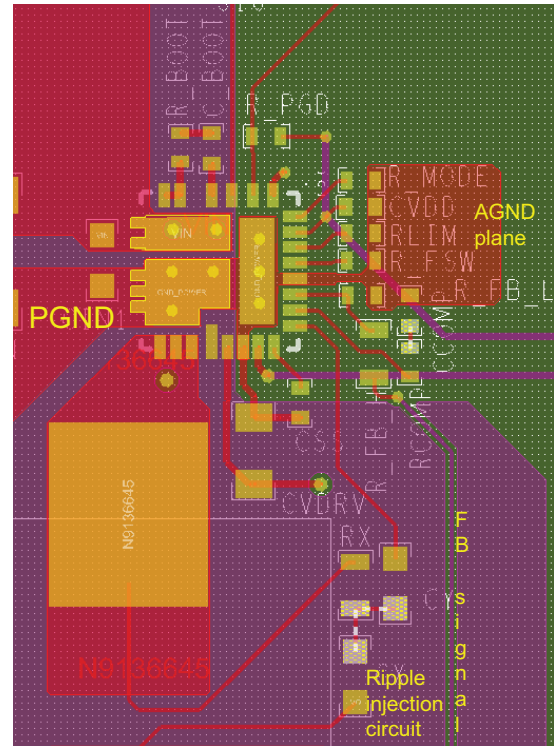 R_BOOT
C_BOOT
R_PGD
R_MODE
CVDD
AGND
plane
RLIM
R_FSW
VIN
R_FB_L
PGND
CCOMP
RCOMP
R_FB_H
CSS
CVDRV
N9136645
N9136645
RX
CY
FB signal
Ripple
injection
circuit